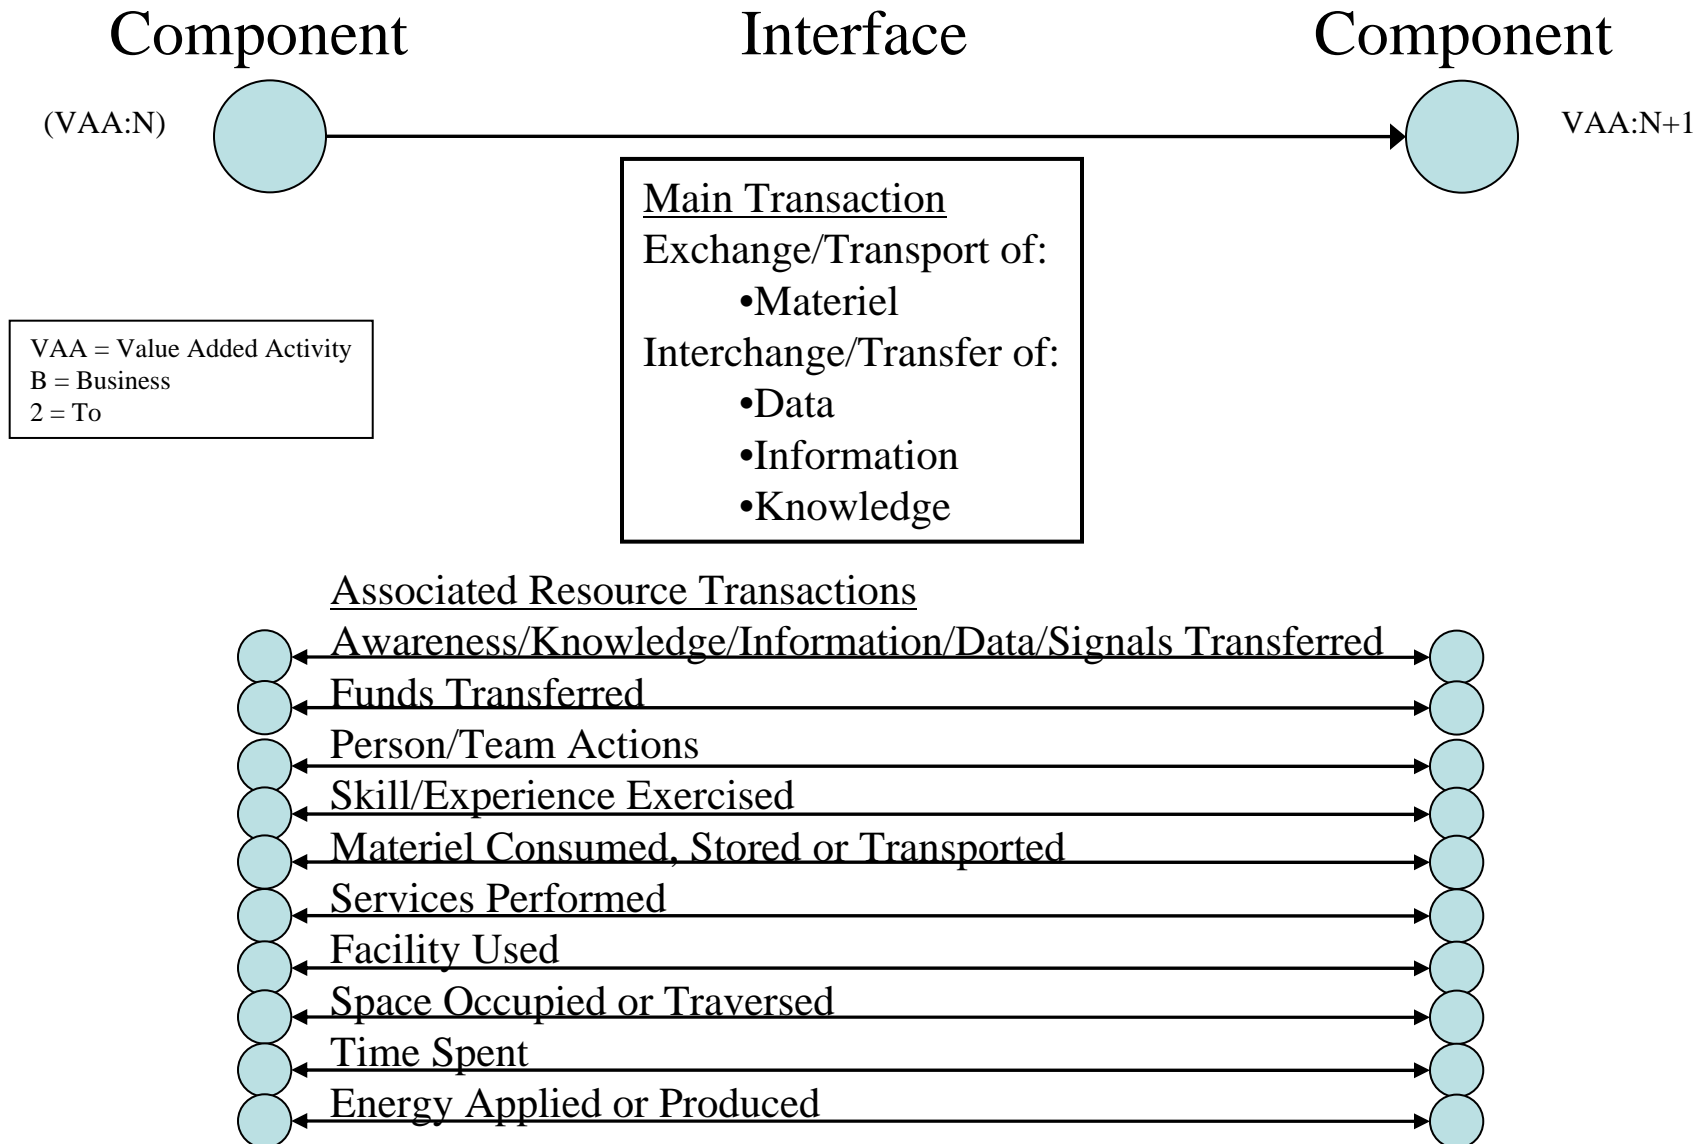 Component Interface Component
(VAA:N) VAA:N+1
Main Transaction
Exchange/Transport of:
•Materiel
Interchange/Transfer of:
•Data
•Information
•Knowledge
VAA = Value Added Activity
B = Business
2 = To
Associated Resource Transactions
Awareness/Knowledge/Information/Data/Signals Transferred
Funds Transferred
Person/Team Actions
Skill/Experience Exercised
Materiel Consumed, Stored or Transported
Services Performed
Facility Used
Space Occupied or Traversed
Time Spent
Energy Applied or Produced